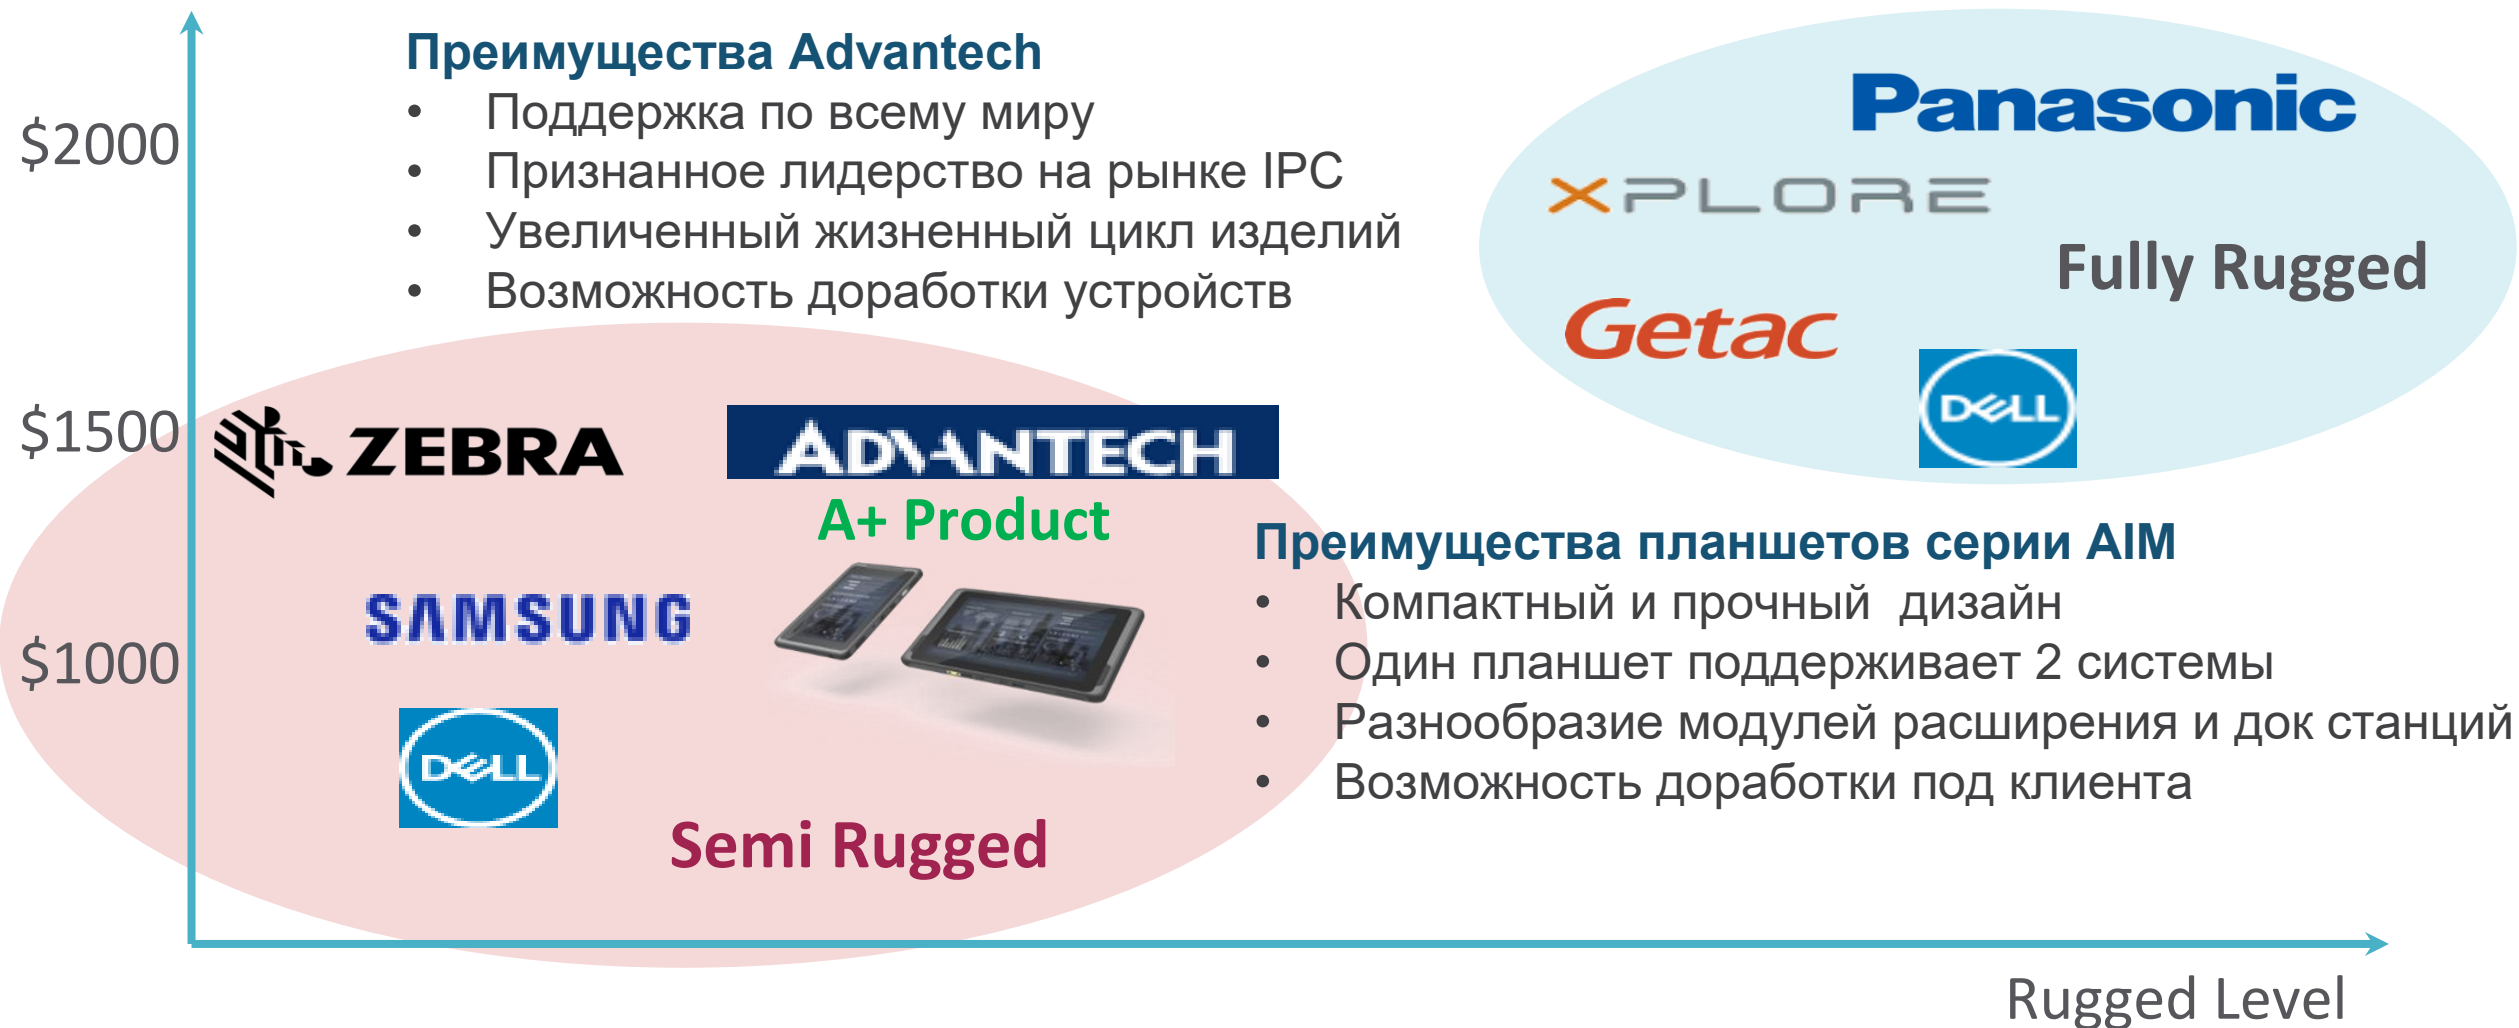 Преимущества Advantech
• Поддержка по всему миру
• Признанное лидерство на рынке IPC
• Увеличенный жизненный цикл изделий
• Возможность доработки устройств
$2000
$1500
$1000
Panasonic
XPLORE
Fully Rugged
Getac
DELL
ZEBRA
ADVANTECH
A+ Product
SAMSUNG
DELL
Semi Rugged
Преимущества планшетов серии AIM
• Компактный и прочный дизайн
• Один планшет поддерживает 2 системы
• Разнообразие модулей расширения и док станций
• Возможность доработки под клиента
Rugged Level